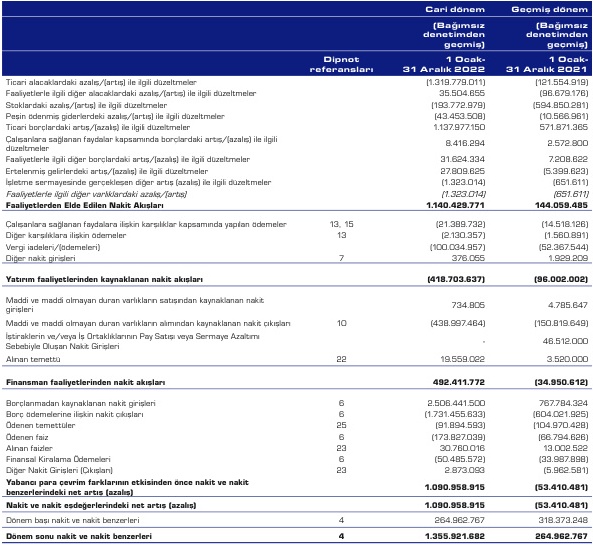 Cari dönem Geçmiş dönem
(Bağımsız (Bağımsız
denetimden denetimden
geçmiş) geçmiş)
Dipnot 1 Ocak- 1 Ocak-
referansları 31 Aralık 2022 31 Aralık 2021
Ticari alacaklardaki azalış/(artış) ile ilgili düzeltmeler (1.319.779.011) (121.554.919)
Faaliyetlerle ilgili diğer alacaklardaki azalış/(artış) ile ilgili düzeltmeler 35.504.655 (96.679.176)
Stoklardaki azalış/(artış) ile ilgili düzeltmeler (193.772.979) (594.850.281)
Peşin ödenmiş giderlerdeki azalış/(artış) ile ilgili düzeltmeler (43.453.508) (10.566.961)
Ticari borçlardaki artış/(azalış) ile ilgili düzeltmeler 1.137.977.150 571.871.365
Çalışanlara sağlanan faydalar kapsamında borçlardaki artış/(azalış) ile ilgili
düzeltmeler 8.416.294 2.572.800
Faaliyetlerle ilgili diğer borçlardaki artış/(azalış) ile ilgili düzeltmeler 31.624.334 7.208.622
Ertelenmiş gelirlerdeki artış/(azalış) ile ilgili düzeltmeler 27.809.625 (5.399.623)
İşletme sermayesinde gerçekleşen diğer artış (azalış) ile ilgili düzeltmeler (1.323.014) (651.611)
Faaliyetlerle ilgili diğer varlıklardaki azalış/(artış) (1.323.014) (651.611)
Faaliyetlerden Elde Edilen Nakit Akışları 1.140.429.771 144.059.485
Çalışanlara sağlanan faydalara ilişkin karşılıklar kapsamında yapılan ödemeler 13, 15 (21.389.732) (14.518.126)
Diğer karşılıklara ilişkin ödemeler 13 (2.130.357) (1.560.891)
Vergi iadeleri/(ödemeleri) (100.034.957) (52.367.544)
Diğer nakit girişleri 7 376.055 1.929.209
Yatırım faaliyetlerinden kaynaklanan nakit akışları (418.703.637) (96.002.002)
Maddi ve maddi olmayan duran varlıkların satışından kaynaklanan nakit
girişleri 734.805 4.785.647
Maddi ve maddi olmayan duran varlıkların alımından kaynaklanan nakit çıkışları 10 (438.997.464) (150.819.649)
İştiraklerin ve/veya İş Ortaklıklarının Pay Satışı veya Sermaye Azaltımı
Sebebiyle Oluşan Nakit Girişleri - 46.512.000
Alınan temettü 22 19.559.022 3.520.000
Finansman faaliyetlerinden nakit akışları 492.411.772 (34.950.612)
Borçlanmadan kaynaklanan nakit girişleri 6 2.506.441.500 767.784.324
Borç ödemelerine ilişkin nakit çıkışları 6 (1.731.455.633) (604.021.925)
Ödenen temettüler 25 (91.894.593) (104.970.428)
Ödenen faiz 6 (173.827.039) (66.794.626)
Alınan faizler 23 30.760.016 13.002.522
Finansal Kiralama Ödemeleri 6 (50.485.572) (33.987.898)
Diğer Nakit Girişleri (Çıkışları) 23 2.873.093 (5.962.581)
Yabancı para çevrim farklarının etkisinden önce nakit ve nakit
benzerlerindeki net artış (azalış) 1.090.958.915 (53.410.481)
Nakit ve nakit eşdeğerlerindeki net artış (azalış) 1.090.958.915 (53.410.481)
Dönem başı nakit ve nakit benzerleri 4 264.962.767 318.373.248
Dönem sonu nakit ve nakit benzerleri 4 1.355.921.682 264.962.767